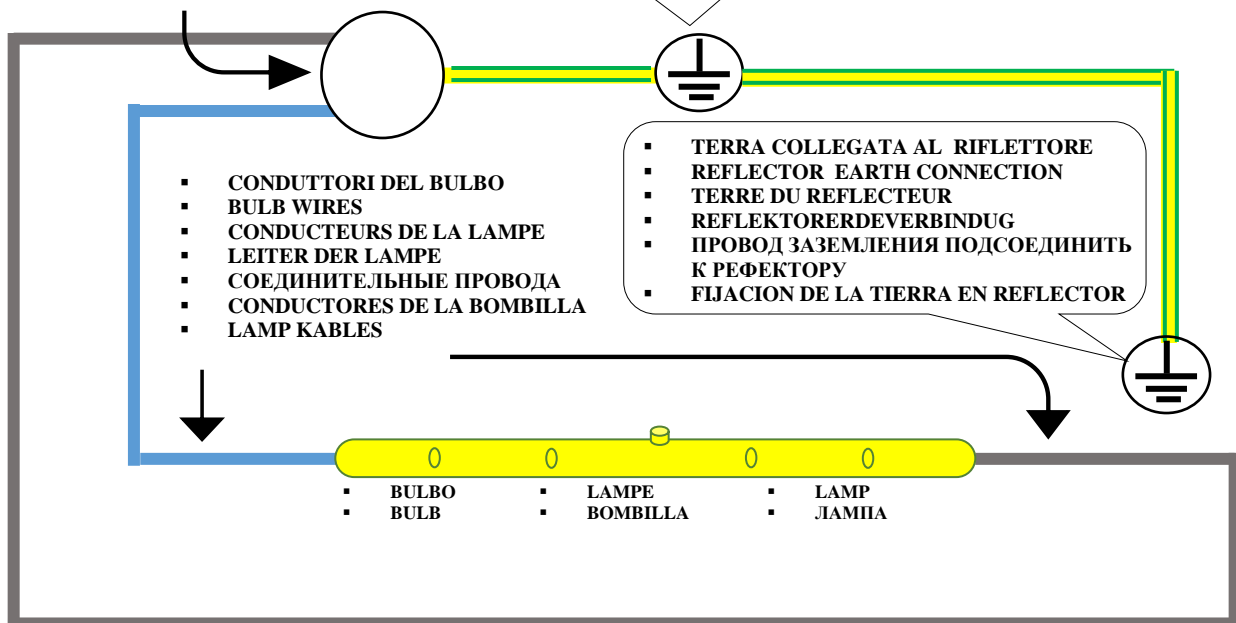 ▪ CONDUTTORI DEL BULBO
▪ BULB WIRES
▪ CONDUCTEURS DE LA LAMPE
▪ LEITER DER LAMPE
▪ СОЕДИНИТЕЛЬНЫЕ ПРОВОДА
▪ CONDUCTORES DE LA BOMBILLA
▪ LAMP KABLES
▪ TERRA COLLEGATA AL RIFLETTORE
▪ REFLECTOR EARTH CONNECTION
▪ TERRE DU REFLECTEUR
▪ REFLEKTORERDEVERBINDUG
▪ ПРОВОД ЗАЗЕМЛЕНИЯ ПОДСОЕДИНИТЬ
К РЕФЕКТОРУ
▪ FIJACION DE LA TIERRA EN REFLECTOR
▪ BULBO ▪ LAMPE ▪ LAMP
▪ BULB ▪ BOMBILLA ▪ ЛАМПА